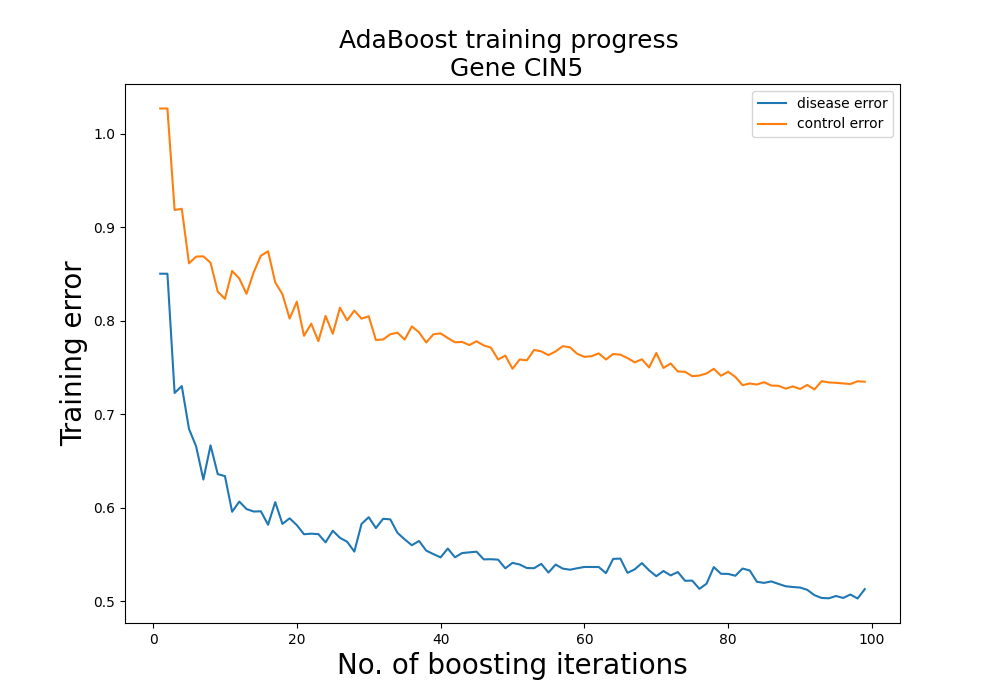 AdaBoost training progress
Gene CIN5
disease error
control error
Training error
1.0
0.9
0.8
0.7
0.6
0.5
0
20
40
60
80
100
No. of boosting iterations